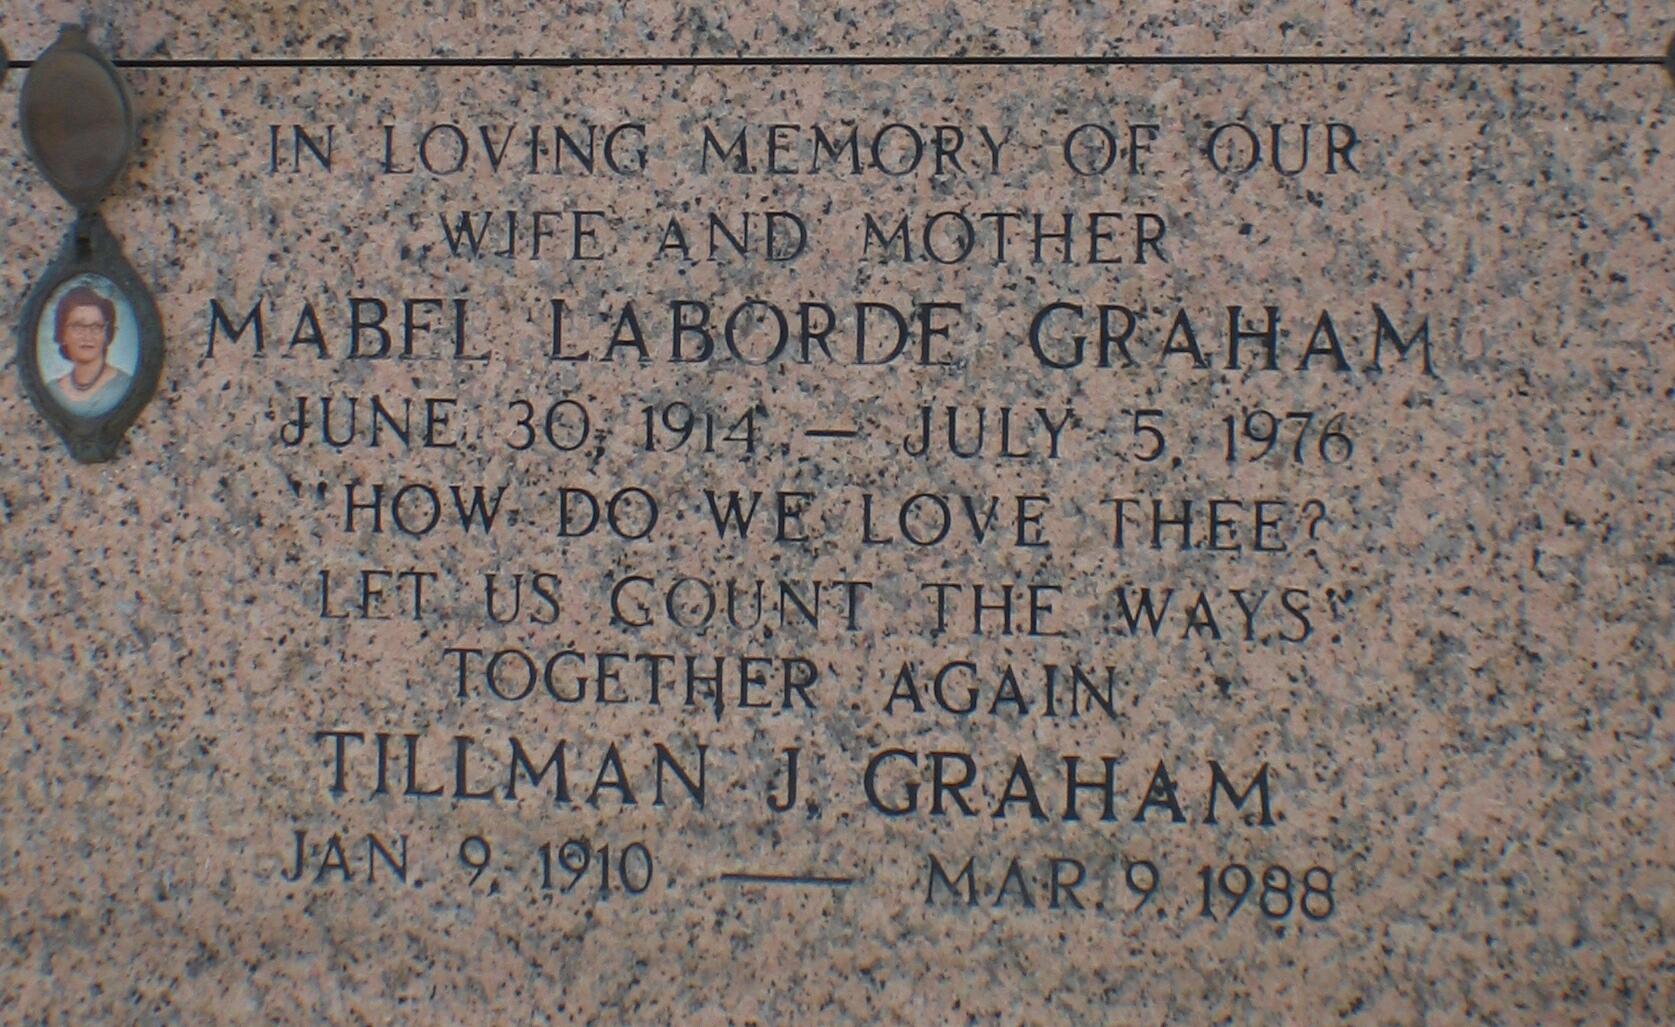 IN LOVING MEMORY OF OUR
WIFE AND MOTHER
MABEL LABORDE GRAHAM
JUNE 30, 1914 — JULY 5, 1976
"HOW DO WE LOVE THEE?
LET US COUNT THE WAYS"
TOGETHER AGAIN
TILLMAN J. GRAHAM
JAN. 9, 1910 — MAR. 9, 1988